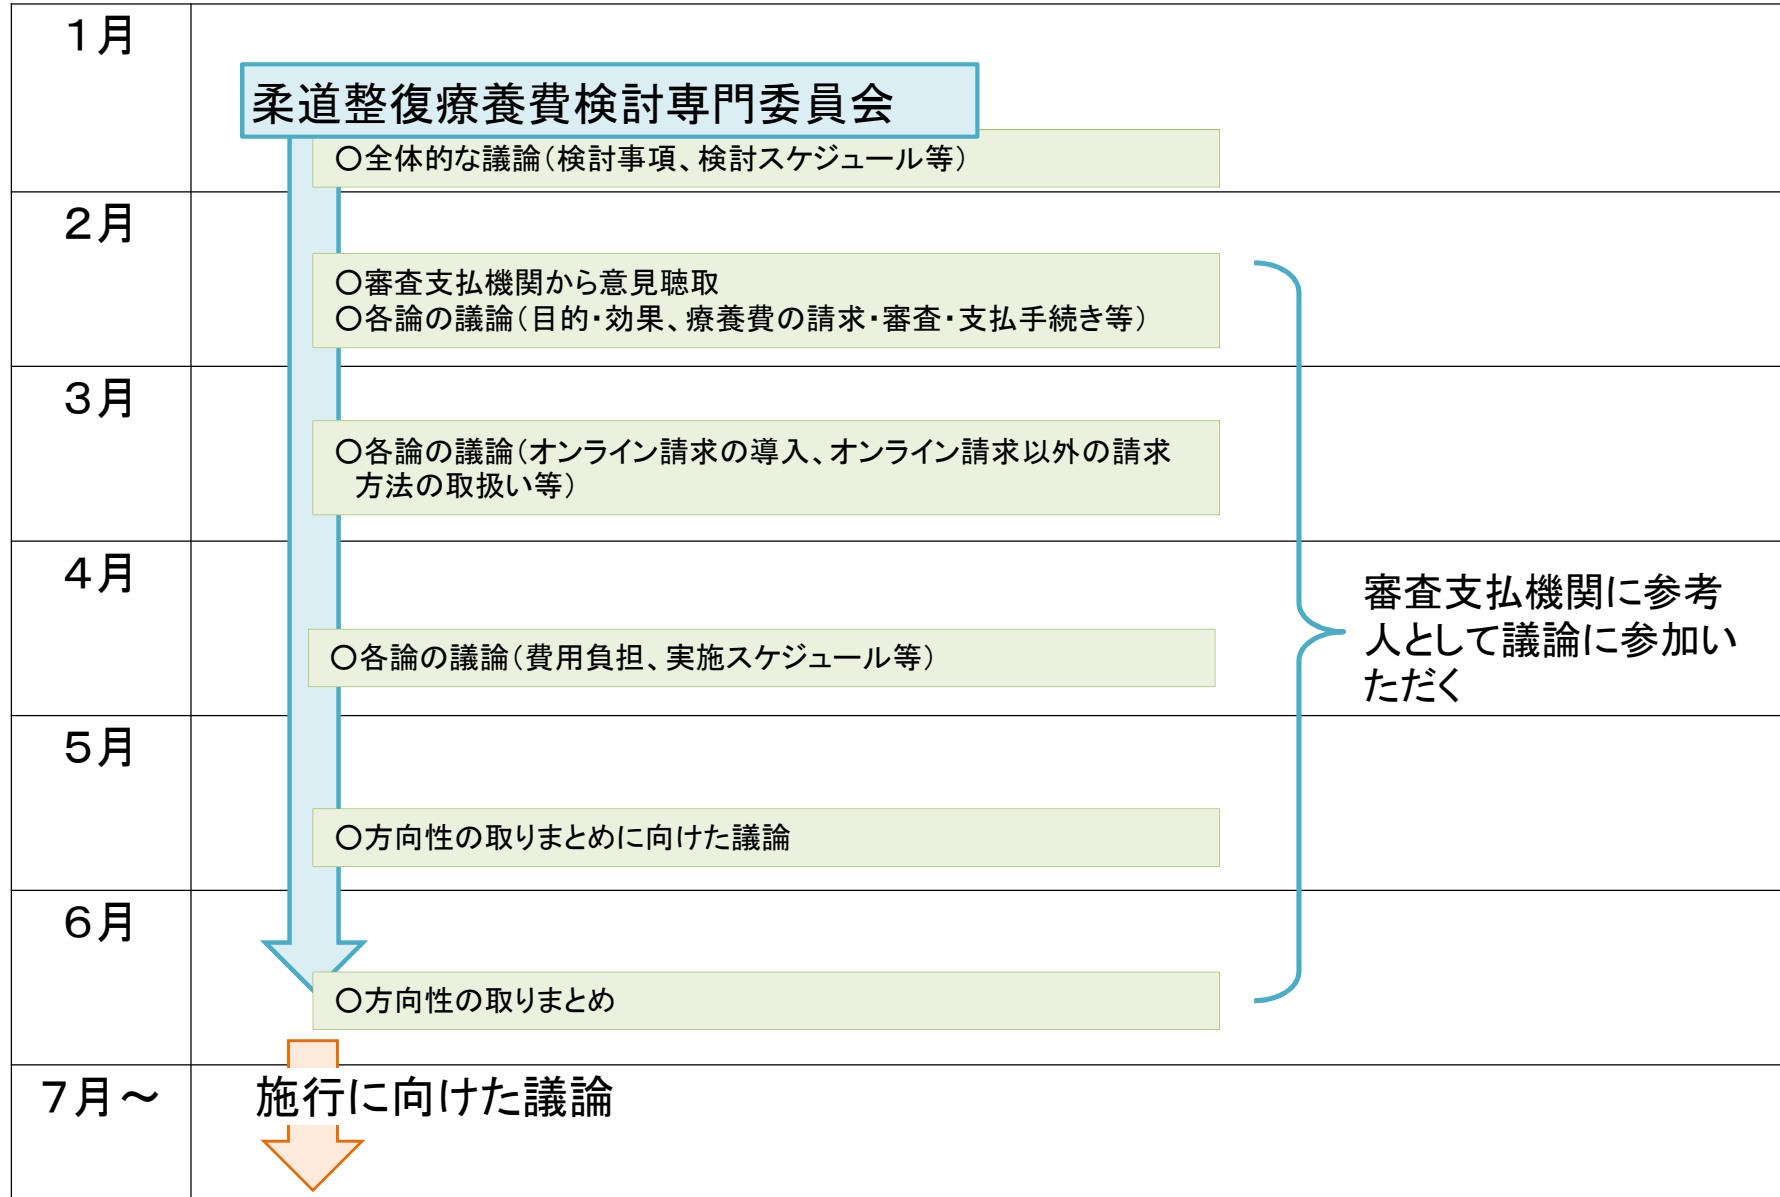 1月
柔道整復療養費検討専門委員会
○全体的な議論（検討事項、検討スケジュール等）
2月
○審査支払機関から意見聴取
○各論の議論（目的・効果、療養費の請求・審査・支払手続き等）
3月
○各論の議論（オンライン請求の導入、オンライン請求以外の請求
方法の取扱い等）
4月
○各論の議論（費用負担、実施スケジュール等）
審査支払機関に参考
人として議論に参加い
ただく
5月
○方向性の取りまとめに向けた議論
6月
○方向性の取りまとめ
7月～
施行に向けた議論